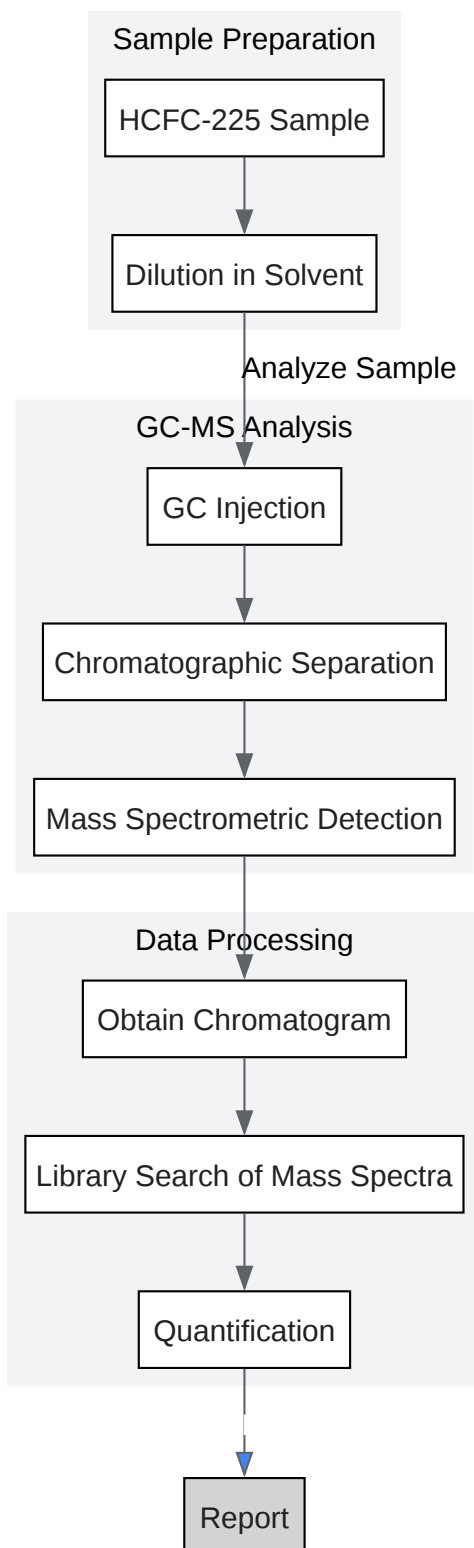 Sample Preparation
HCFC-225 Sample
Dilution in Solvent
Analyze Sample
GC-MS Analysis
GC Injection
Chromatographic Separation
Mass Spectrometric Detection
Data Processing
Obtain Chromatogram
Library Search of Mass Spectra
Quantification
Report